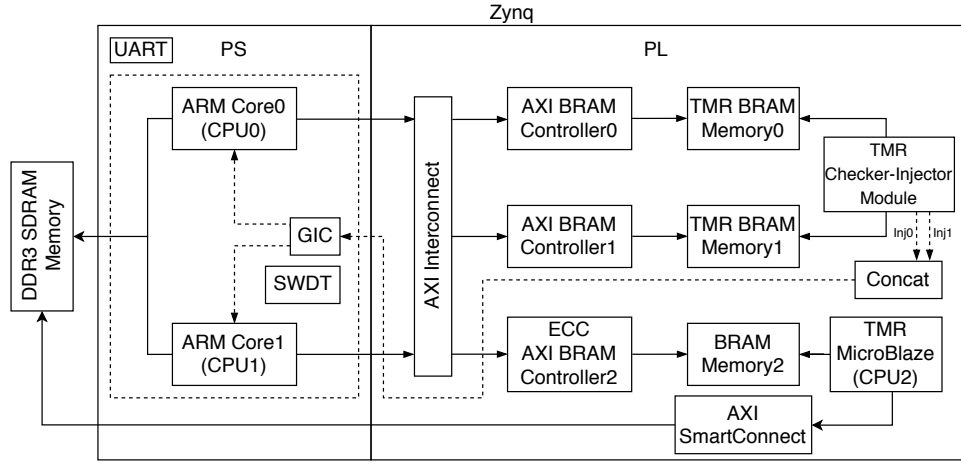 Zynq
UART
PS
PL
ARM Core0
(CPU0)
AXI BRAM
Controller0
TMR BRAM
Memory0
TMR
Checker-Injector
Module
DDR3 SDRAM
Memory
GIC
AXI Interconnect
AXI BRAM
Controller1
TMR BRAM
Memory1
Inj0
Inj1
SWDT
Concat
ARM Core1
(CPU1)
ECC
AXI BRAM
Controller2
BRAM
Memory2
TMR
MicroBlaze
(CPU2)
AXI
SmartConnect